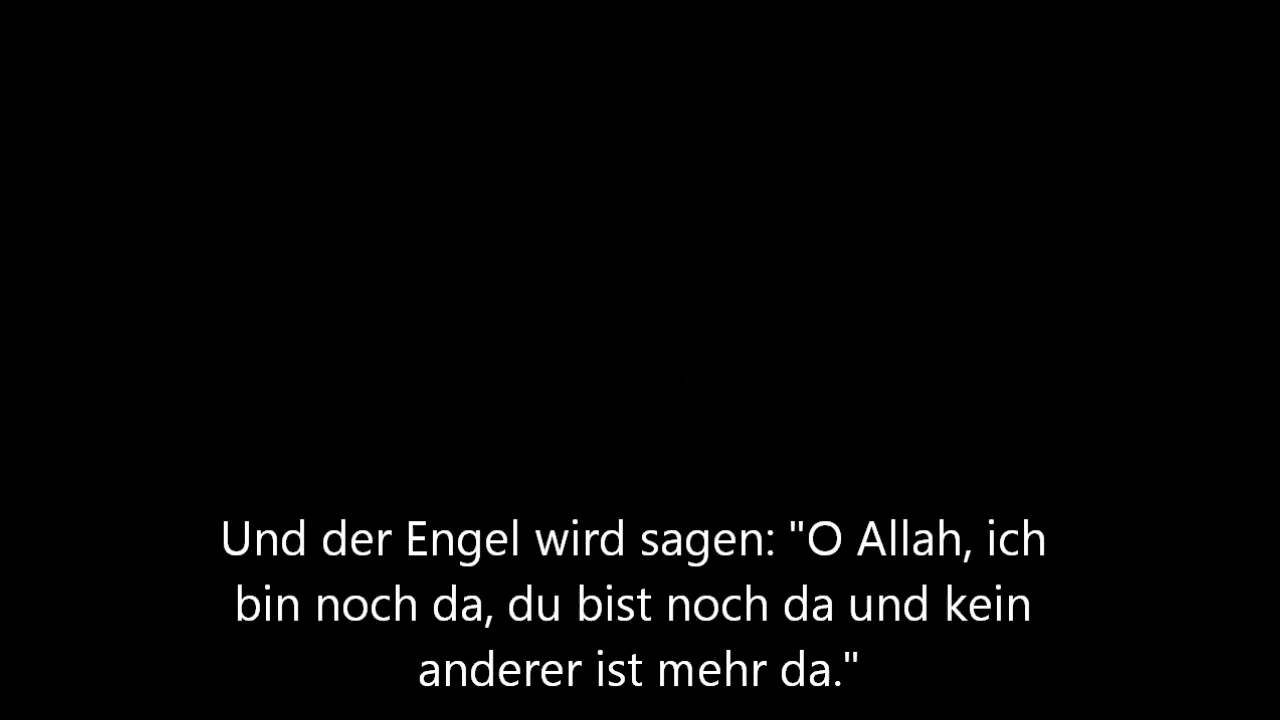 Und der Engel wird sagen: "O Allah, ich
bin noch da, du bist noch da und kein
anderer ist mehr da."